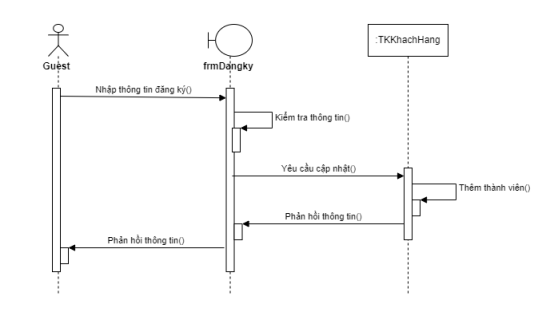 :TKKhachHang
Guest
frmDangky
Nhập thông tin đăng ký()
Kiểm tra thông tin()
Yêu cầu cập nhật()
Thêm thành viên()
Phản hồi thông tin()
Phản hồi thông tin()